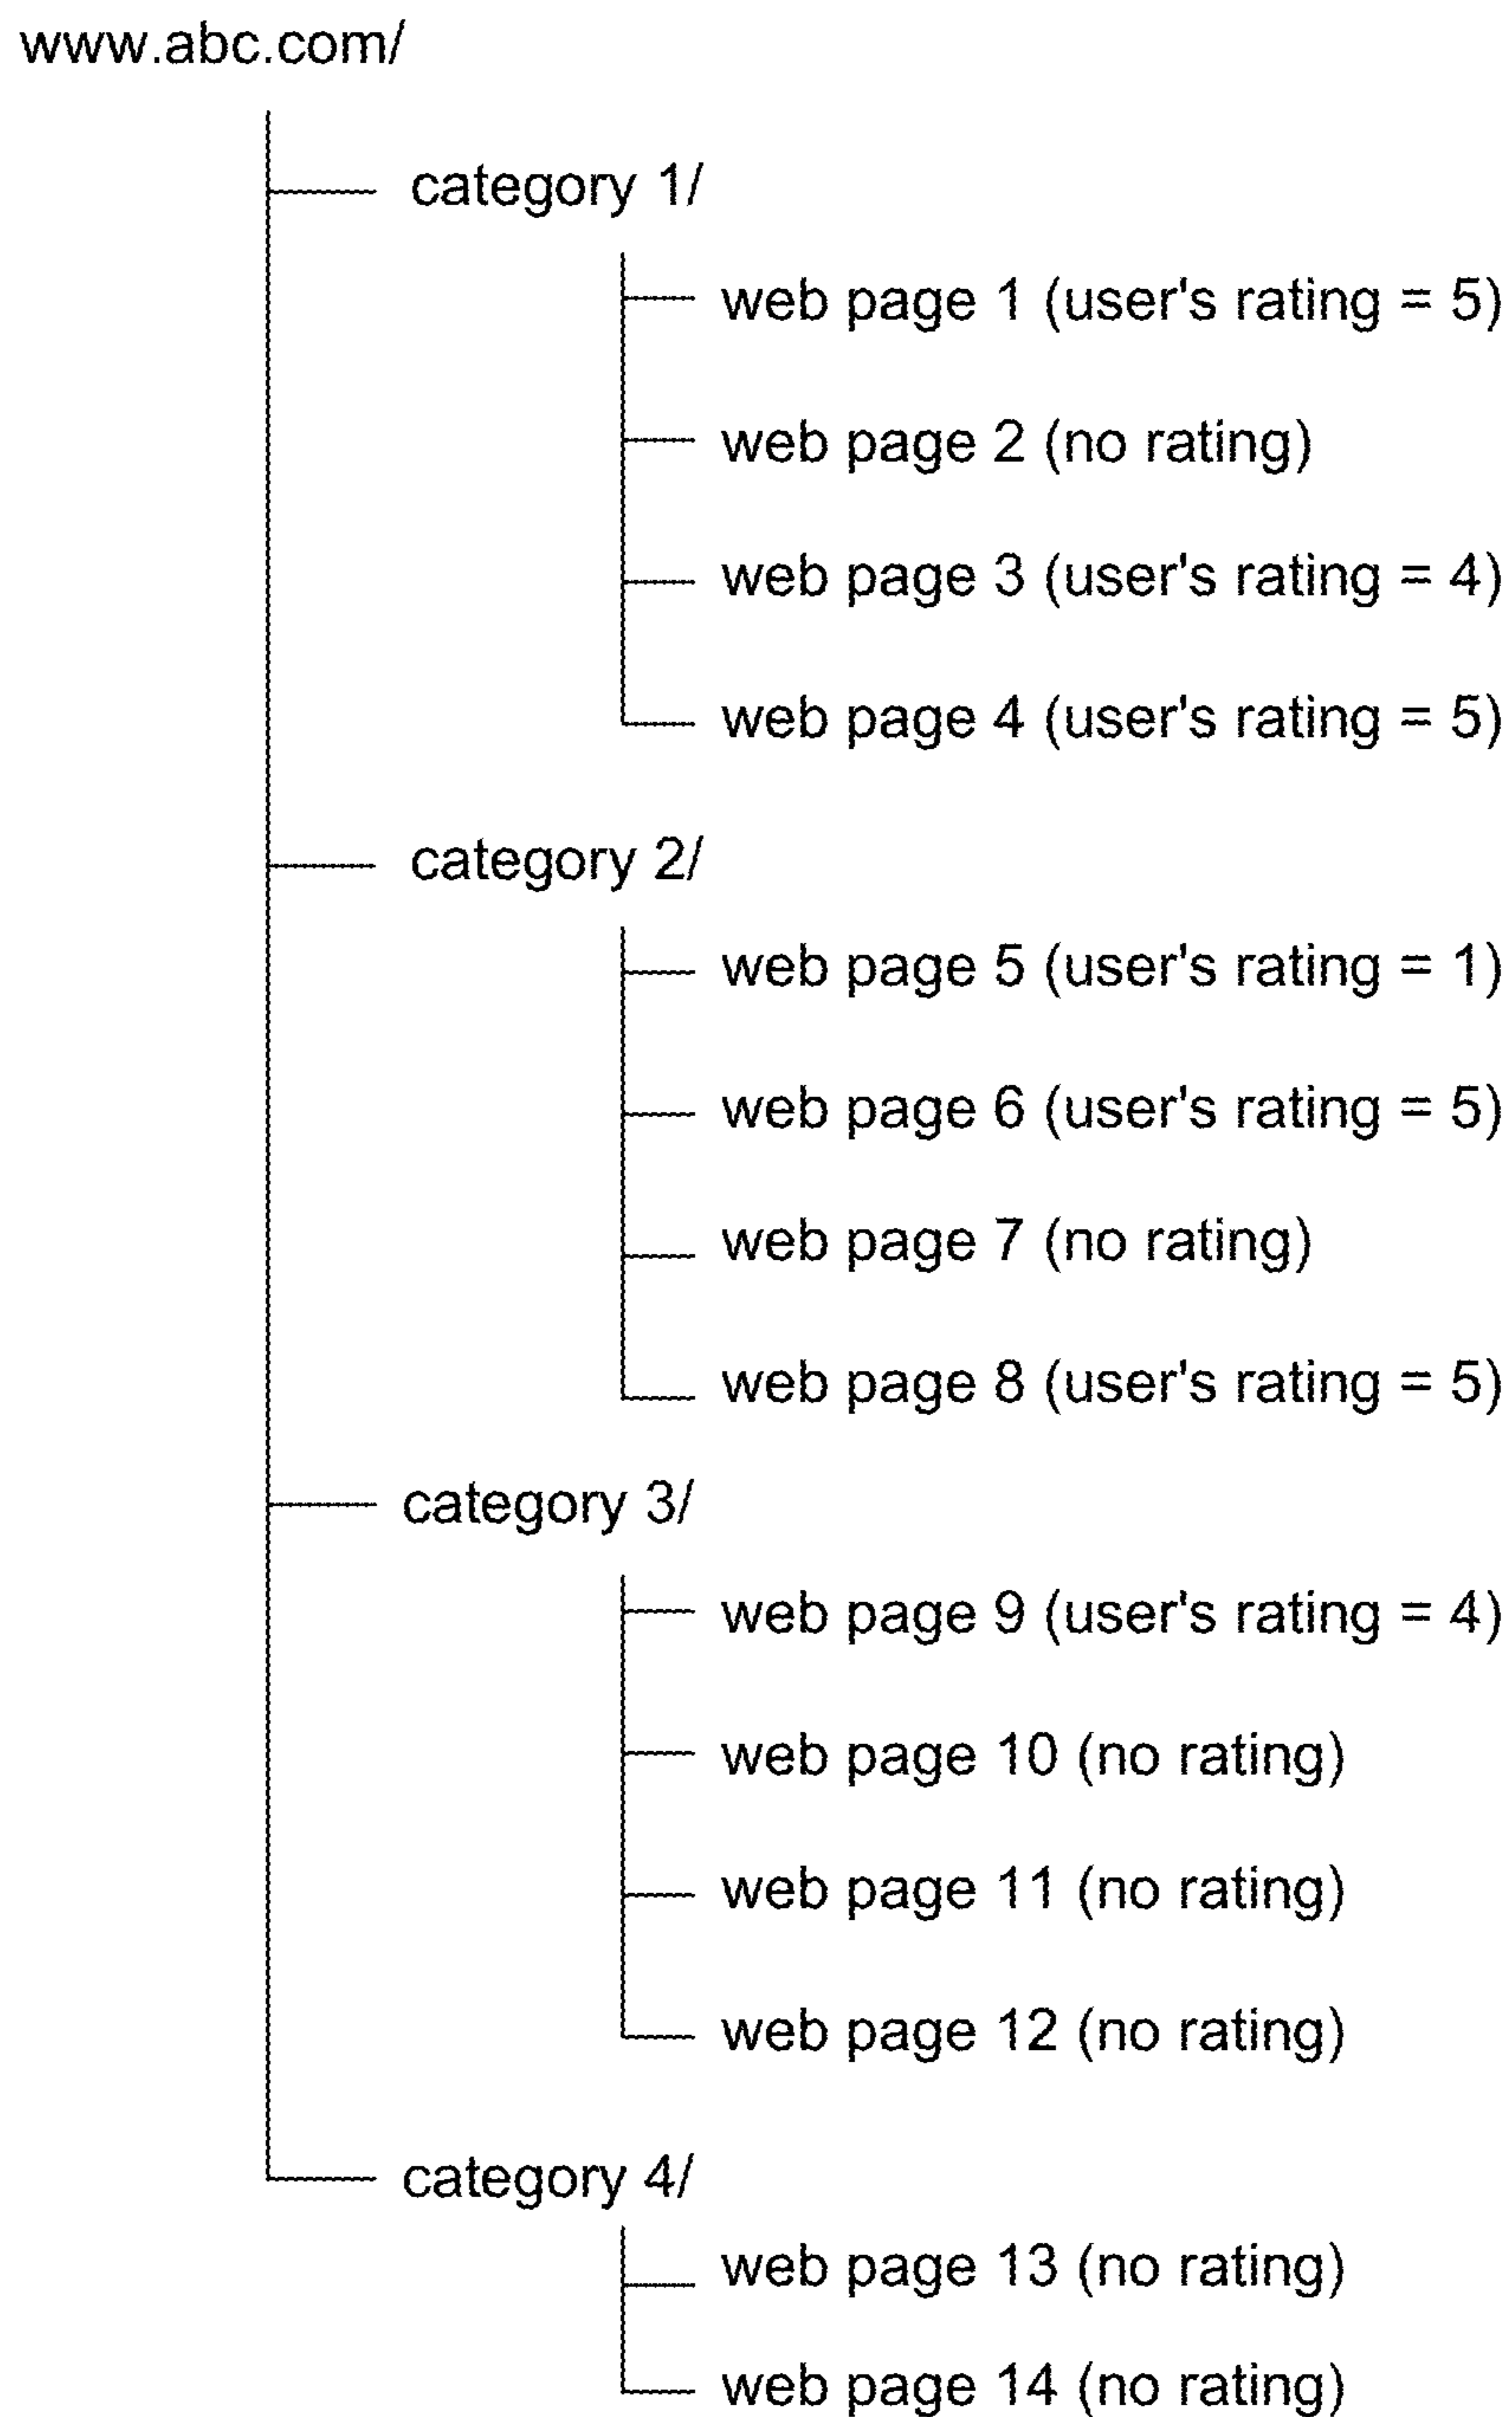 www.abc.com/
category 1/
web page 1 (user's rating = 5)
web page 2 (no rating)
web page 3 (user's rating = 4)
web page 4 (user's rating = 5)
category 2/
web page 5 (user's rating = 1)
web page 6 (user's rating = 5)
web page 7 (no rating)
web page 8 (user's rating = 5)
category 3/
web page 9 (user's rating = 4)
web page 10 (no rating)
web page 11 (no rating)
web page 12 (no rating)
category 4/
web page 13 (no rating)
web page 14 (no rating)